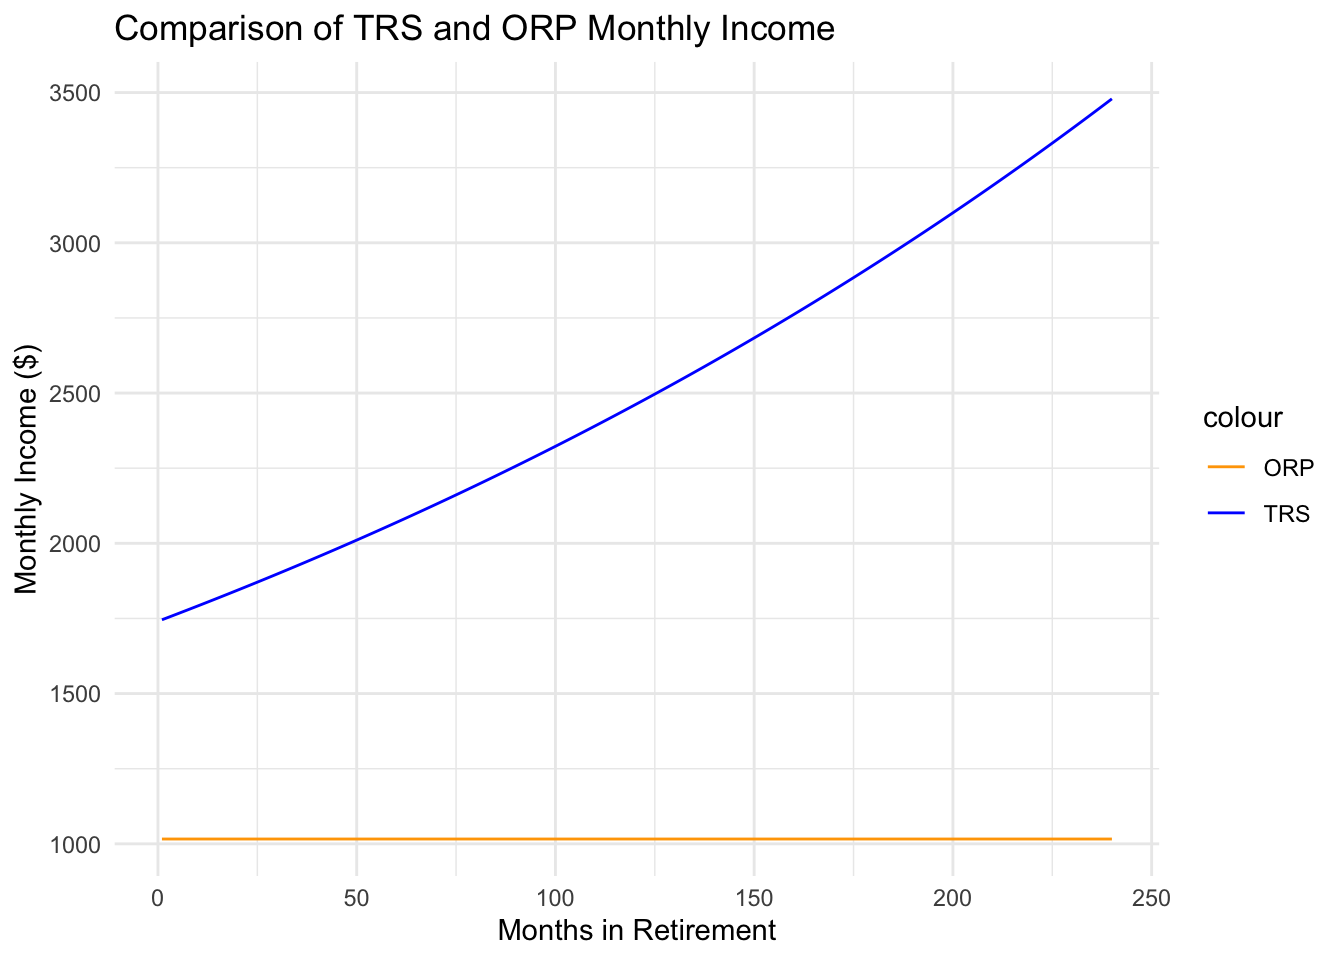 Comparison of TRS and ORP Monthly Income
3500
3000
2500
2000
1500
1000
Monthly Income ($)
0 50 100 150 200 250
Months in Retirement
colour
ORP
TRS